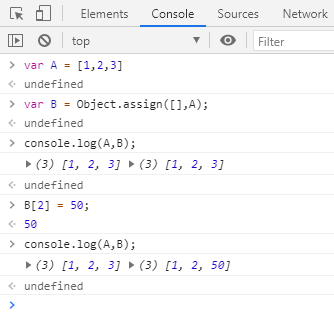 Elements Console Sources
top Filter
> var A = [1,2,3]
< undefined
> var B = Object.assign([],A);
< undefined
> console.log(A,B);
▶ (3) [1, 2, 3] ▶ (3) [1, 2, 3]
< undefined
> B[2] = 50;
< 50
> console.log(A,B);
▶ (3) [1, 2, 3] ▶ (3) [1, 2, 50]
< undefined
>